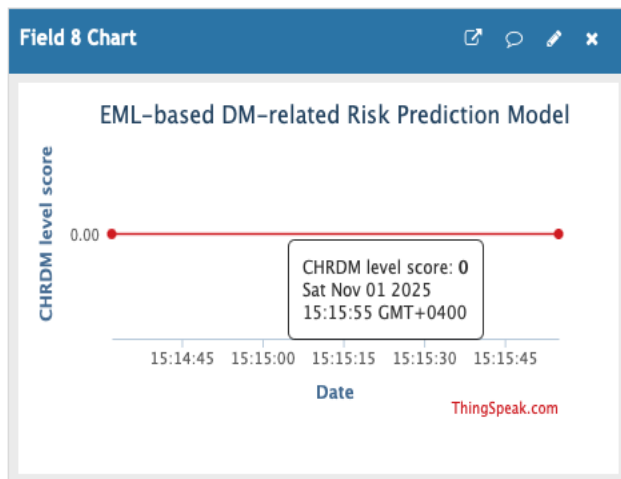 Field 8 Chart
EML-based DM-related Risk Prediction Model
CHRDM level score
0.00
CHRDM level score: 0
Sat Nov 01 2025
15:15:55 GMT+0400
15:14:45 15:15:00 15:15:15 15:15:30 15:15:45
Date
ThingSpeak.com